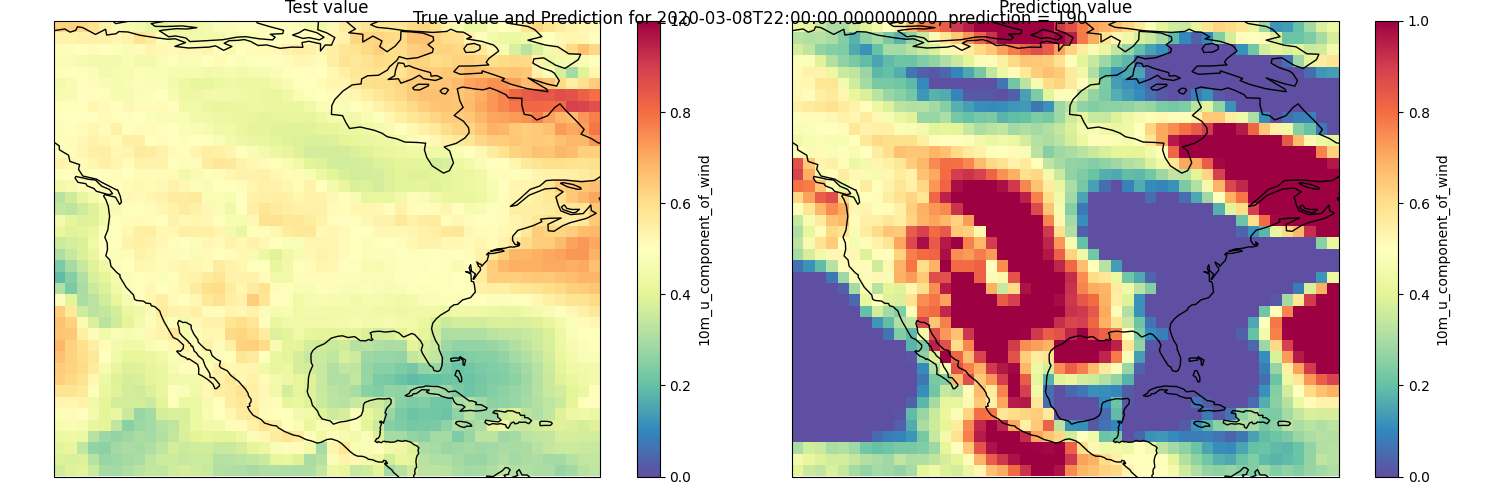 Test value
Prediction value
True value and Prediction for 2020-03-08T22:00:00.000000000, prediction = 190
1.0
0.8
0.6
0.4
0.2
0.0
10m_u_component_of_wind
1.0
0.8
0.6
0.4
0.2
0.0
10m_u_component_of_wind